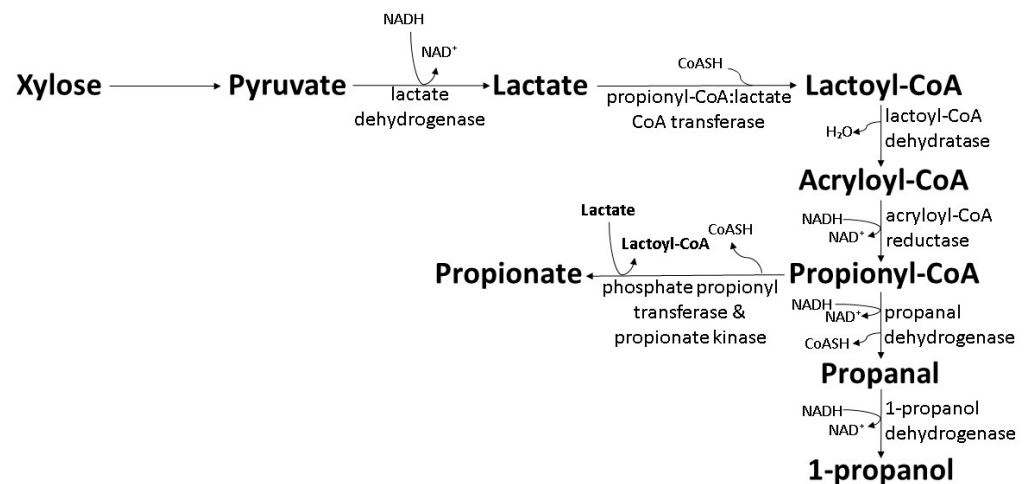 NADH
NAD⁺
Xylose
Pyruvate
lactate
dehydrogenase
Lactate
CoASH
propionyl-CoA:lactate
CoA transferase
Lactoyl-CoA
H₂O
lactoyl-CoA
dehydratase
Acryloyl-CoA
NADH
NAD⁺
acryloyl-CoA
reductase
Lactate
Lactoyl-CoA
CoASH
Propionate
phosphate propionyl
transferase &
propionate kinase
Propionyl-CoA
NADH
NAD⁺
CoASH
propanal
dehydrogenase
Propanal
NADH
NAD⁺
1-propanol
dehydrogenase
1-propanol